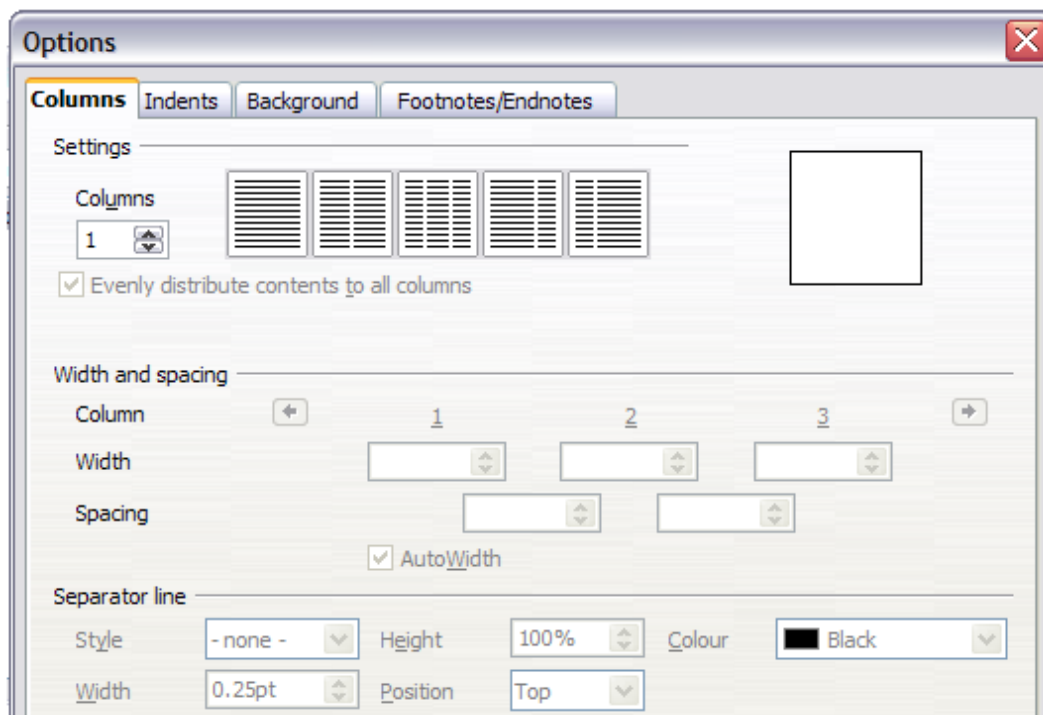 Options
Columns Indents Background Footnotes/Endnotes
Settings
Columns
1
Evenly distribute contents to all columns
Width and spacing
Column 1 2 3
Width
Spacing
AutoWidth
Separator line
Style - none - Height 100% Colour Black
Width 0.25pt Position Top